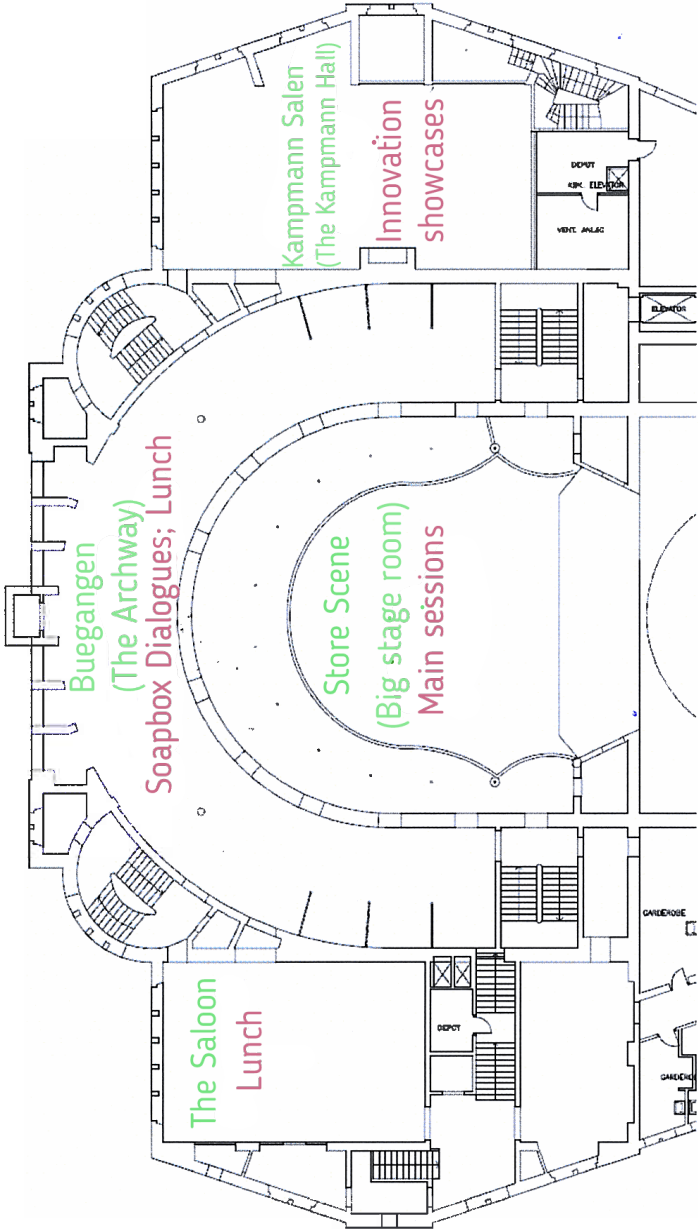 Kampmann Salen
(The Kampmann Hall)
Innovation
showcases
DEPOT
KØK. ELEVATOR
VENT. ANLÆG
ELEVATOR
Buegangen
(The Archway)
Soapbox Dialogues; Lunch
Store Scene
(Big stage room)
Main sessions
GARDEROBE
The Saloon
Lunch
DEPOT
GARDEROBE